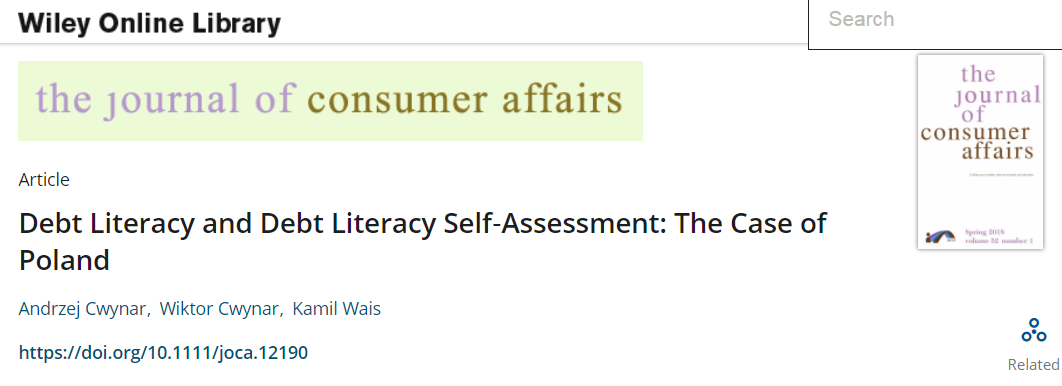 Wiley Online Library
Search
the journal of consumer affairs
the
journal
of
consumer
affairs
Spring 2018
volume 52 number 1
Article
Debt Literacy and Debt Literacy Self-Assessment: The Case of
Poland
Andrzej Cwynar, Wiktor Cwynar, Kamil Wais
https://doi.org/10.1111/joca.12190
Related